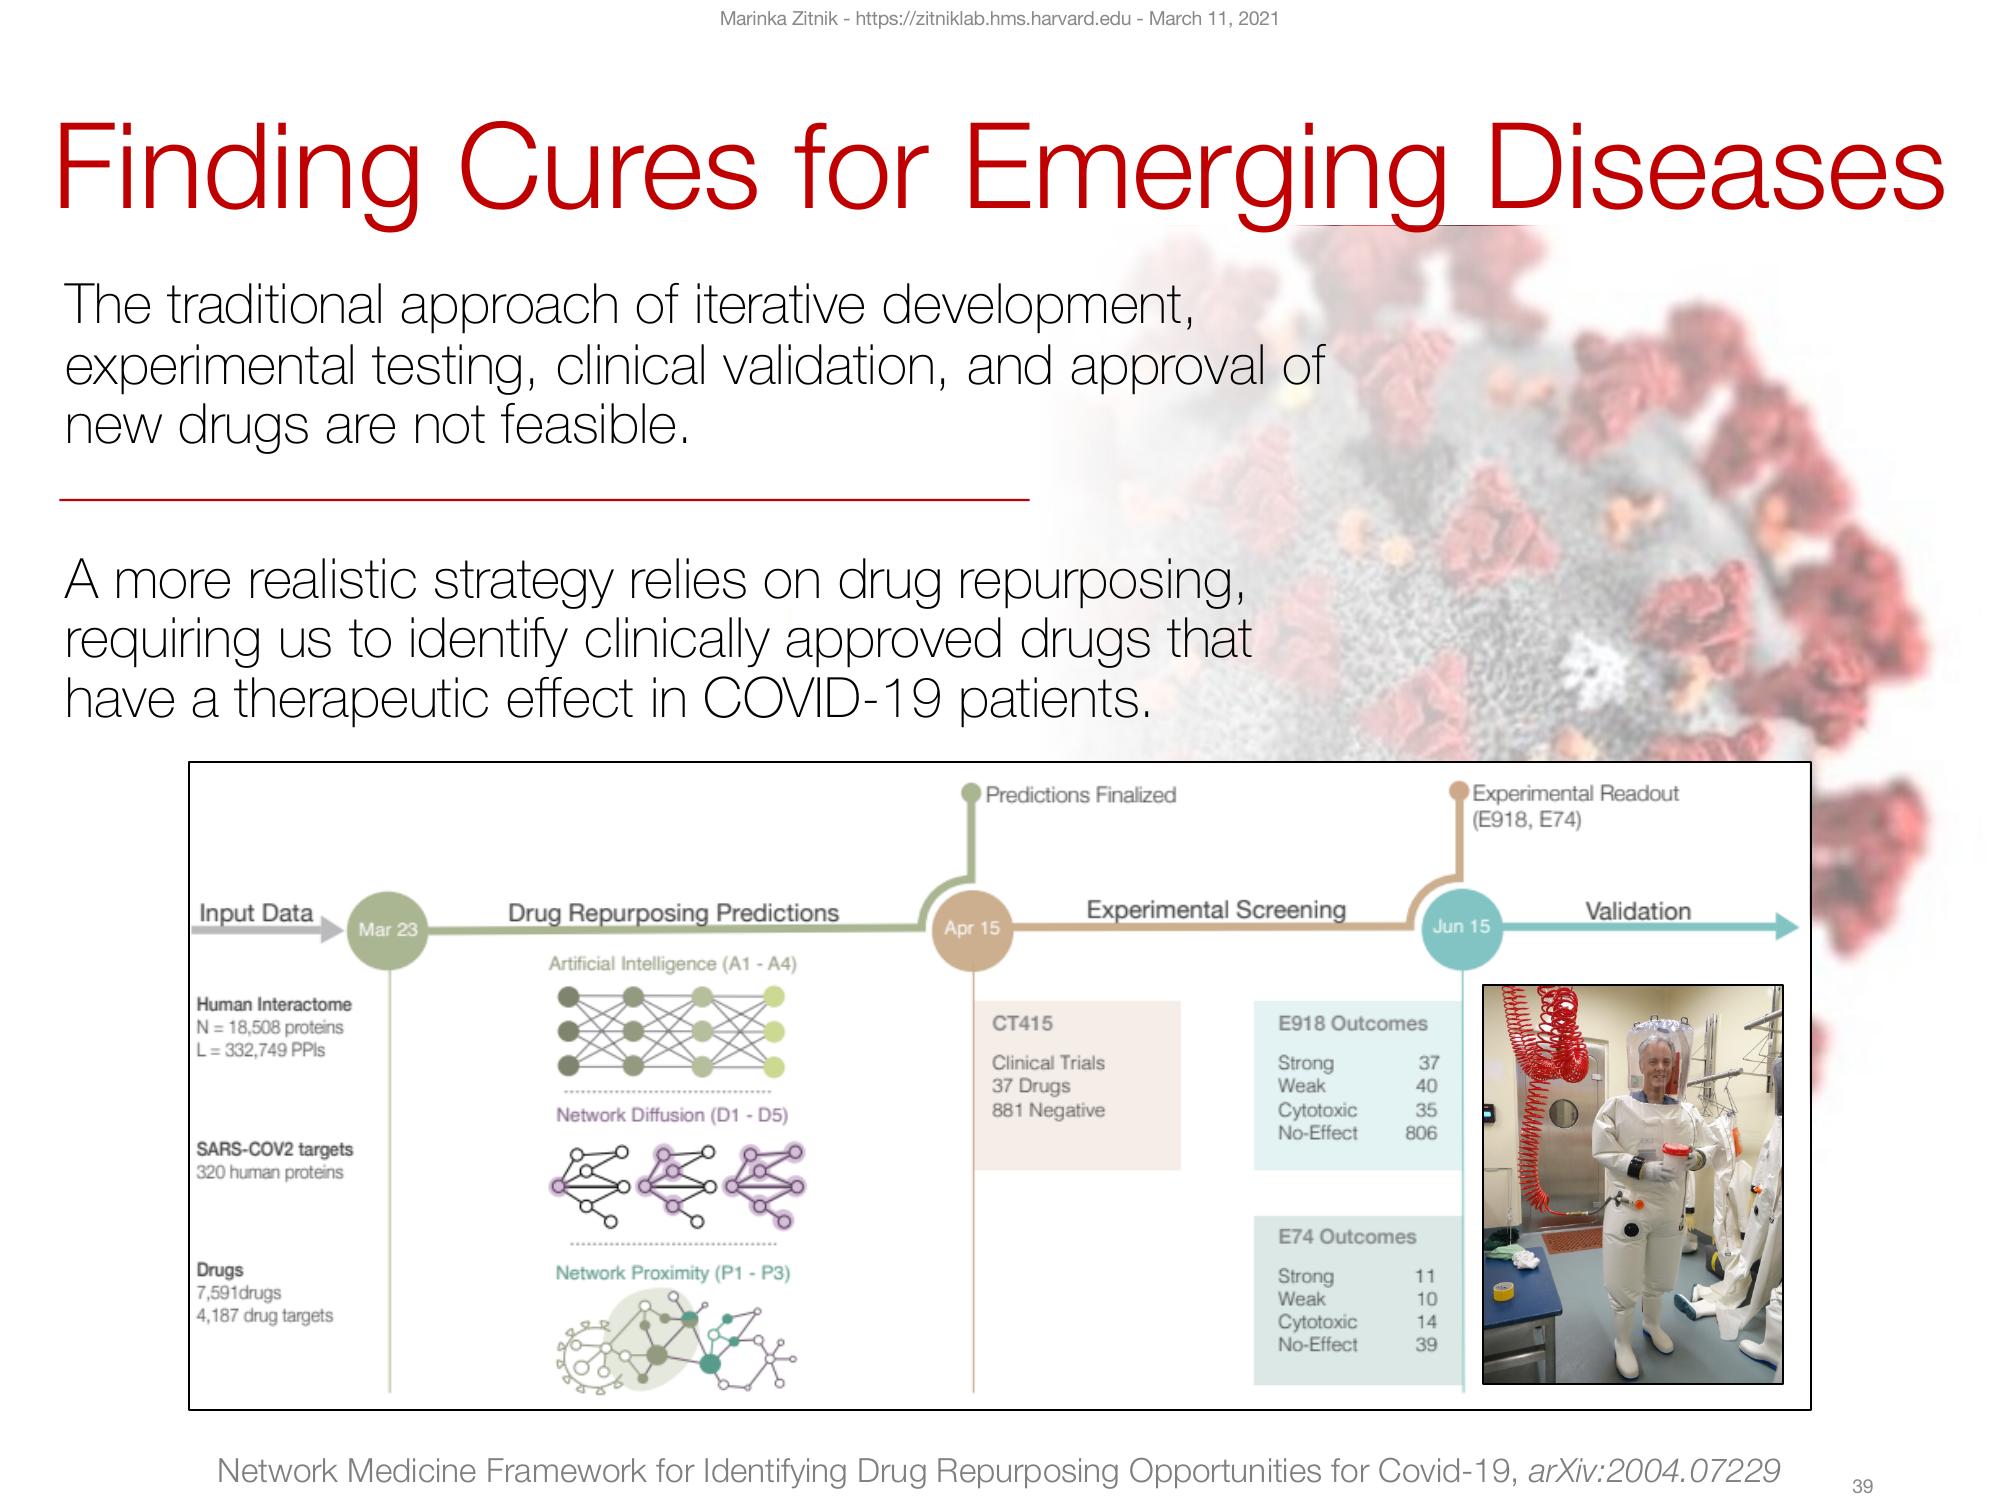 Marinka Zitnik - https://zitniklab.hms.harvard.edu - March 11, 2021
Finding Cures for Emerging Diseases
The traditional approach of iterative development,
experimental testing, clinical validation, and approval of
new drugs are not feasible.
A more realistic strategy relies on drug repurposing,
requiring us to identify clinically approved drugs that
have a therapeutic effect in COVID-19 patients.
Predictions Finalized
Experimental Readout
(E918, E74)
Input Data
Mar 23
Drug Repurposing Predictions
Apr 15
Experimental Screening
Jun 15
Validation
Human Interactome
N = 18,508 proteins
L = 332,749 PPIs
SARS-COV2 targets
320 human proteins
Drugs
7,591drugs
4,187 drug targets
Artificial Intelligence (A1 - A4)
Network Diffusion (D1 - D5)
Network Proximity (P1 - P3)
CT415
Clinical Trials
37 Drugs
881 Negative
E918 Outcomes
Strong 37
Weak 40
Cytotoxic 35
No-Effect 806
E74 Outcomes
Strong 11
Weak 10
Cytotoxic 14
No-Effect 39
Network Medicine Framework for Identifying Drug Repurposing Opportunities for Covid-19, arXiv:2004.07229
39